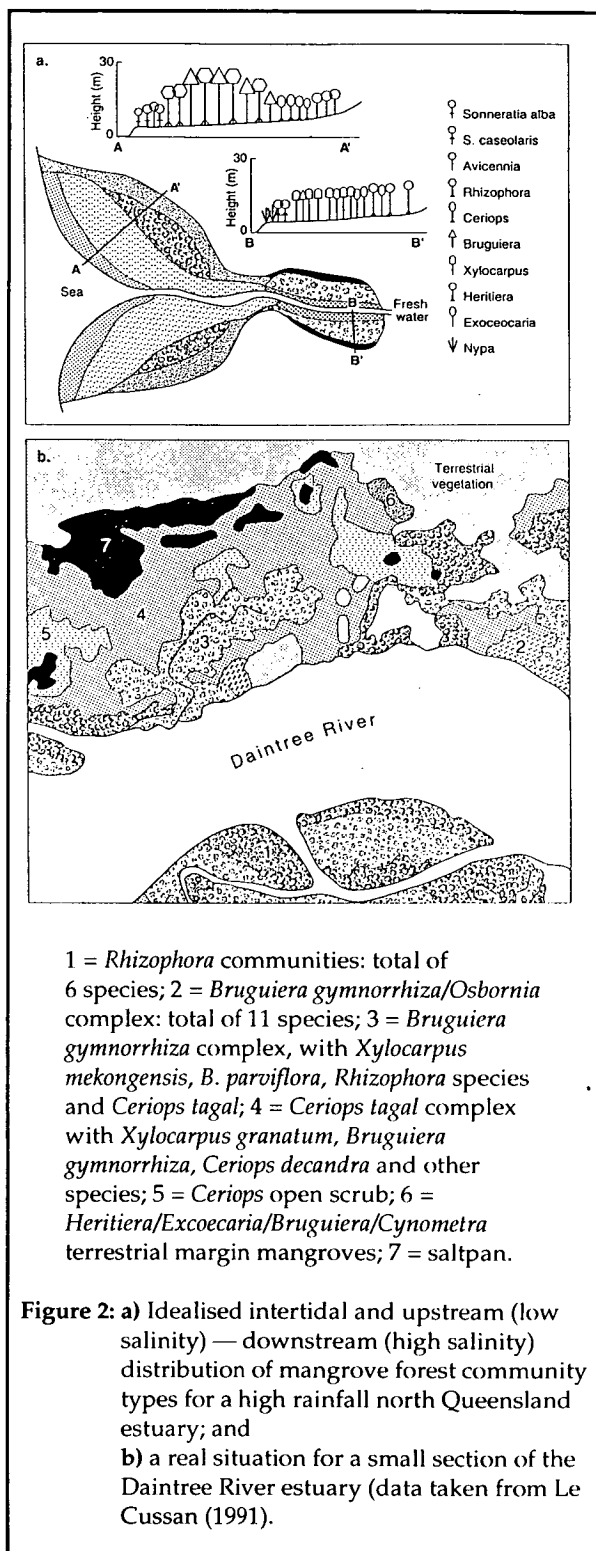 a.
Height (m)
30
0
A
A'
Height (m)
30
0
B
B'
A'
A
Sea
B
Fresh
water
B'
Sonneratia alba
S. caseolaris
Avicennia
Rhizophora
Ceriops
Bruguiera
Xylocarpus
Heritiera
Exoceocaria
Nypa
b.
Terrestrial
vegetation
6
7
4
5
3
2
Daintree River
1
1 = Rhizophora communities: total of
6 species; 2 = Bruguiera gymnorrhiza/Osbornia
complex: total of 11 species; 3 = Bruguiera
gymnorrhiza complex, with Xylocarpus
mekongensis, B. parviflora, Rhizophora species
and Ceriops tagal; 4 = Ceriops tagal complex
with Xylocarpus granatum, Bruguiera
gymnorrhiza, Ceriops decandra and other
species; 5 = Ceriops open scrub; 6 =
Heritiera/Excoecaria/Bruguiera/Cynometra
terrestrial margin mangroves; 7 = saltpan.
Figure 2: a) Idealised intertidal and upstream (low
salinity) — downstream (high salinity)
distribution of mangrove forest community
types for a high rainfall north Queensland
estuary; and
b) a real situation for a small section of the
Daintree River estuary (data taken from Le
Cussan (1991).